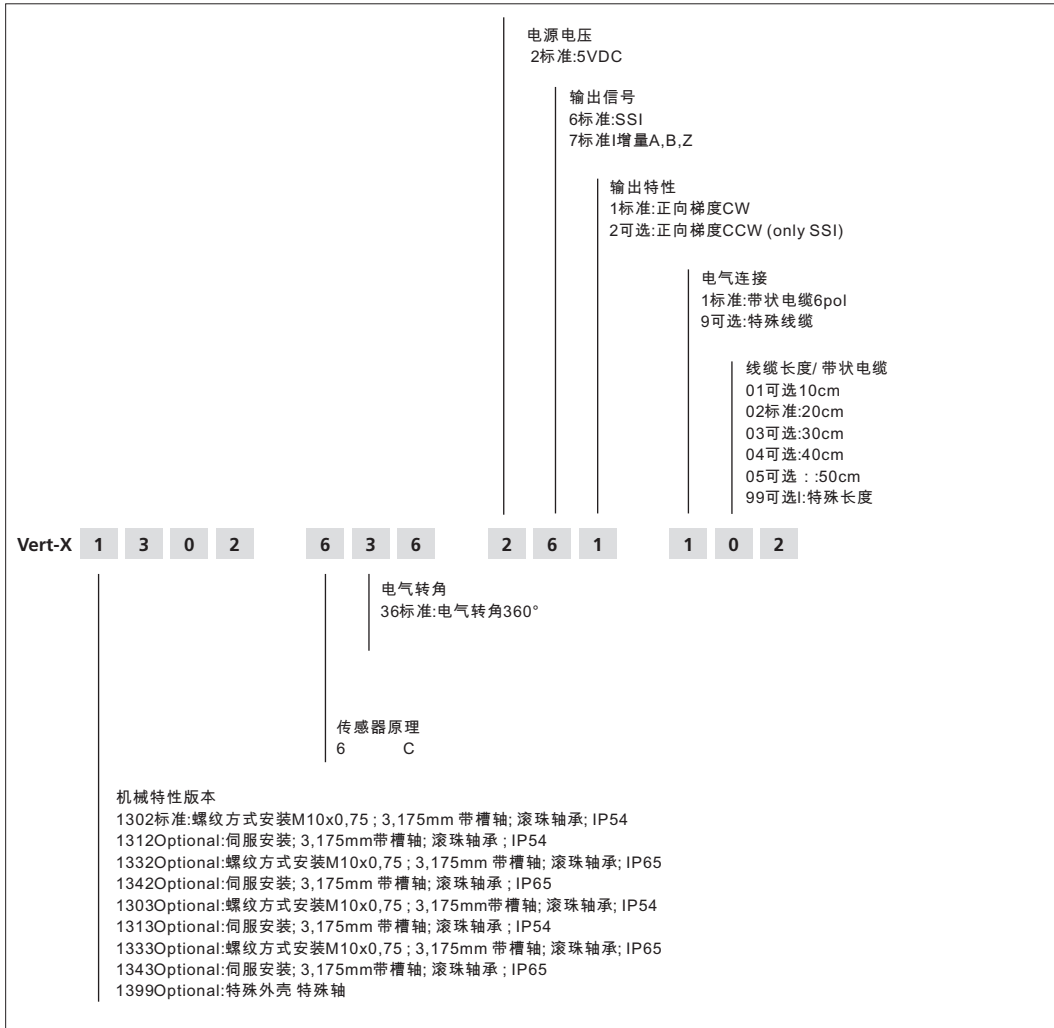 电源电压
2标准:5VDC
输出信号
6标准:SSI
7标准I增量A,B,Z
输出特性
1标准:正向梯度CW
2可选:正向梯度CCW (only SSI)
电气连接
1标准:带状电缆6pol
9可选:特殊线缆
线缆长度/ 带状电缆
01可选10cm
02标准:20cm
03可选:30cm
04可选:40cm
05可选 : :50cm
99可选I:特殊长度
Vert-X 1 3 0 2 6 3 6 2 6 1 1 0 2
电气转角
36标准:电气转角360°
传感器原理
6 C
机械特性版本
1302标准:螺纹方式安装M10x0,75 ; 3,175mm 带槽轴; 滚珠轴承; IP54
1312Optional:伺服安装; 3,175mm带槽轴; 滚珠轴承 ; IP54
1332Optional:螺纹方式安装M10x0,75 ; 3,175mm 带槽轴; 滚珠轴承; IP65
1342Optional:伺服安装; 3,175mm 带槽轴; 滚珠轴承 ; IP65
1303Optional:螺纹方式安装M10x0,75 ; 3,175mm带槽轴; 滚珠轴承; IP54
1313Optional:伺服安装; 3,175mm 带槽轴; 滚珠轴承 ; IP54
1333Optional:螺纹方式安装M10x0,75 ; 3,175mm 带槽轴; 滚珠轴承; IP65
1343Optional:伺服安装; 3,175mm带槽轴; 滚珠轴承 ; IP65
1399Optional:特殊外壳 特殊轴